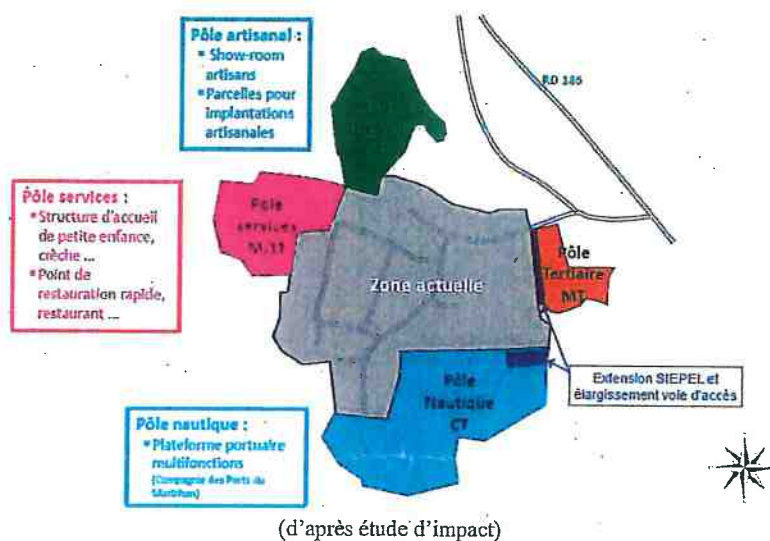 Pôle artisanal :
Show-room
artisans
Parcelles pour
implantations
artisanales
RD 186
Pôle services :
Structure d'accueil
de petite enfance,
crèche ...
Point de
restauration rapide,
restaurant ...
Pôle
services
Zone actuelle
Pôle
Tertiaire
MT
Pôle
Nautique
CT
Extension SIEPEL et
élargissement voie d'accès
Pôle nautique :
Plateforme portuaire
multifonctions
(Compagnie des Ports du
Morbihan)
(d'après étude d'impact)